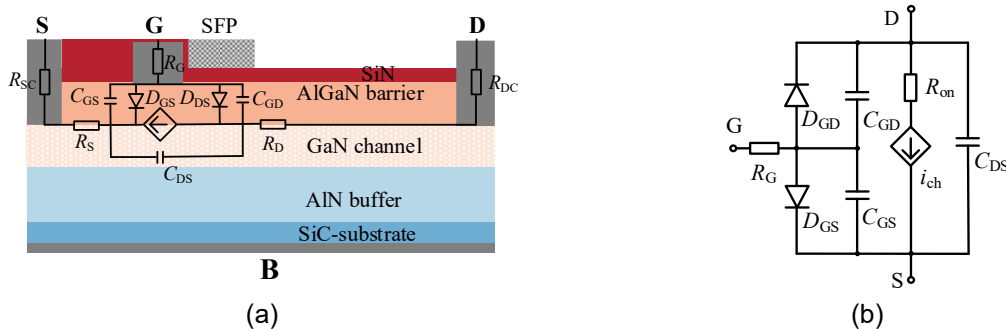 S G SFP D
R_SC R_G SiN R_DC
C_GS D_GS D_DS C_GD AlGaN barrier
R_S R_D
GaN channel
C_DS
AlN buffer
SiC-substrate
B
(a)
D
R_on
D_GD C_GD
G
R_G i_ch C_DS
D_GS C_GS
S
(b)